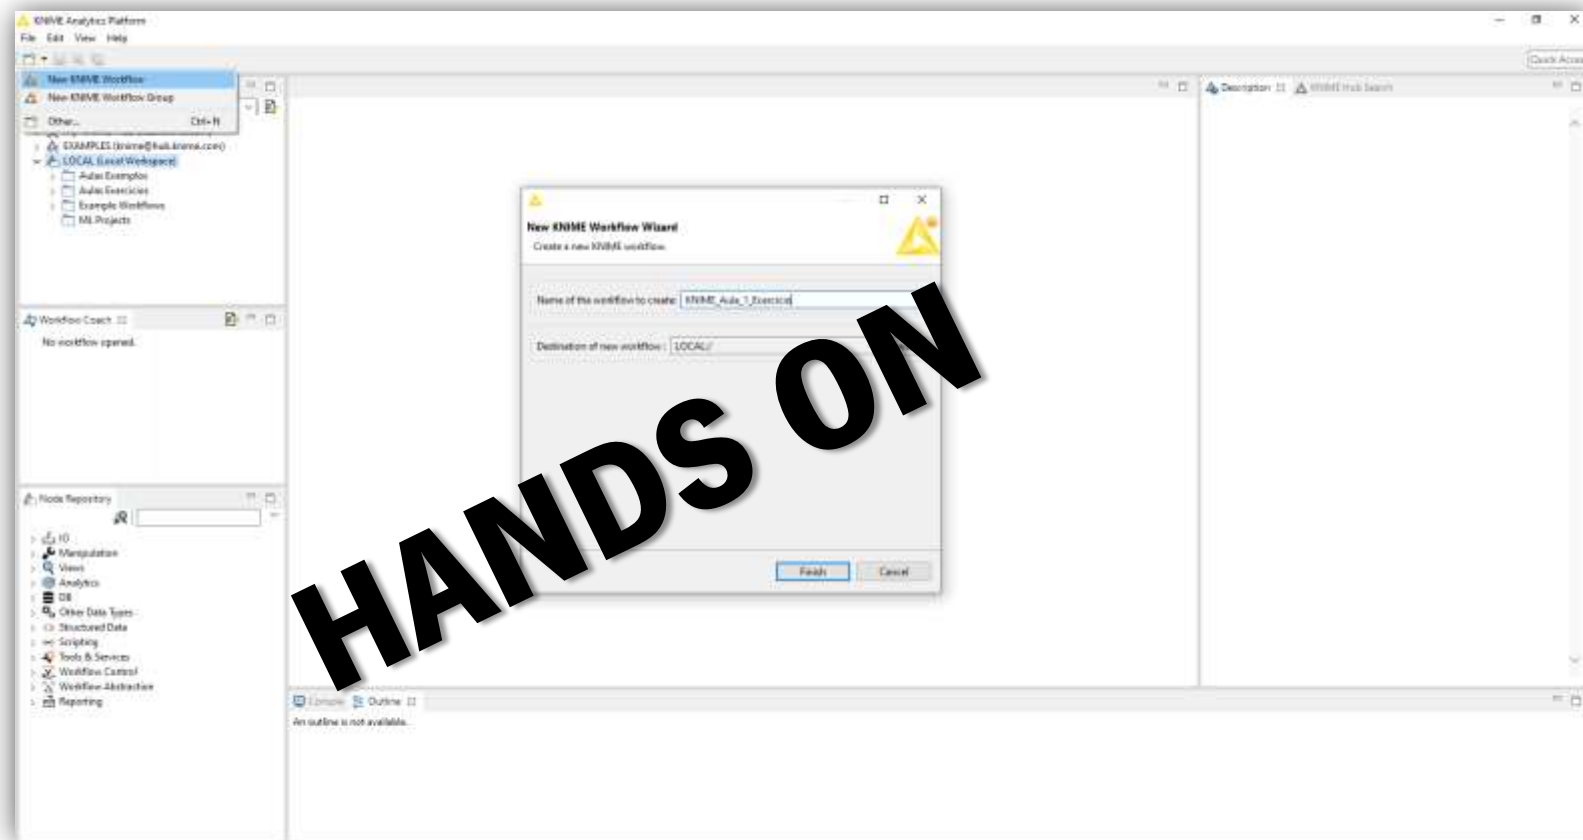 KNIME Analytics Platform
File Edit View Help
Quick Access
New KNIME Workflow
New KNIME Workflow Group
Other... Ctrl+N
EXAMPLES (knime@hub.knime.com)
LOCAL (Local Workspace)
Aulas Exemplos
Aulas Exercicios
Example Workflows
ML Projects
Workflow Coach
No workflow opened.
Node Repository
IO
Manipulation
Views
Analytics
DB
Other Data Types
Structured Data
Scripting
Tools & Services
Workflow Control
Workflow Abstraction
Reporting
New KNIME Workflow Wizard
Create a new KNIME workflow.
Name of the workflow to create: KNIME_Aula_1_Exercicio
Destination of new workflow : LOCAL:/
Finish Cancel
HANDS ON
Description KNIME Hub Search
Console Outline
An outline is not available.